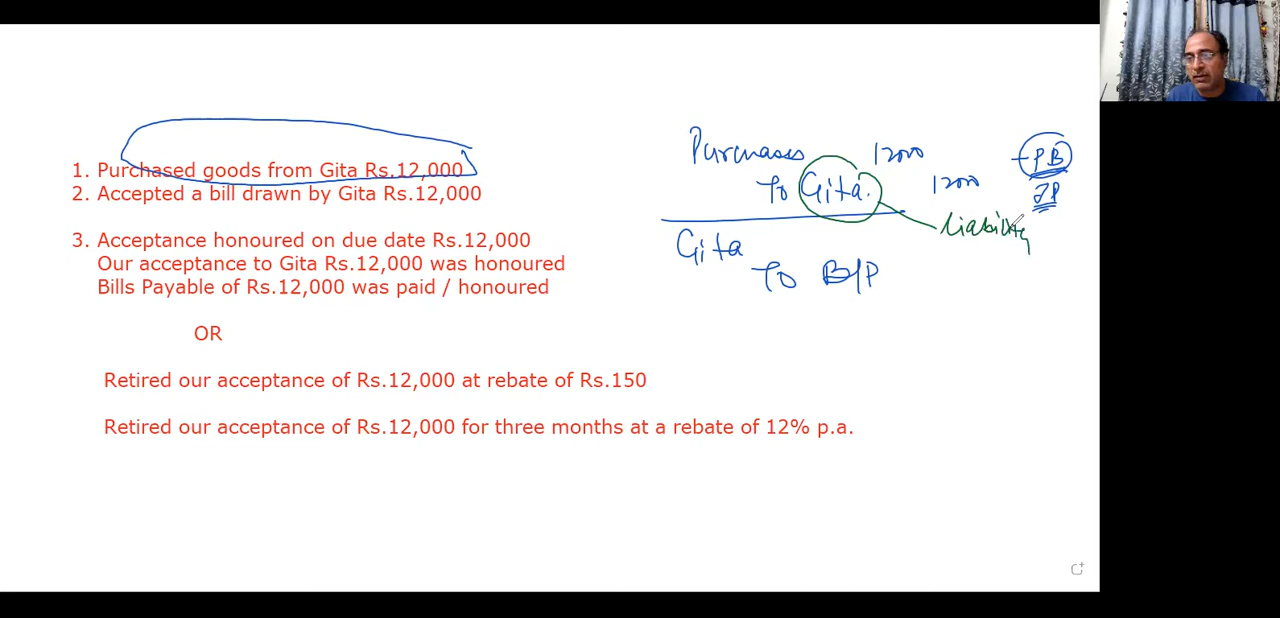 1. Purchased goods from Gita Rs.12,000
2. Accepted a bill drawn by Gita Rs.12,000
3. Acceptance honoured on due date Rs.12,000
Our acceptance to Gita Rs.12,000 was honoured
Bills Payable of Rs.12,000 was paid / honoured
OR
Retired our acceptance of Rs.12,000 at rebate of Rs.150
Retired our acceptance of Rs.12,000 for three months at a rebate of 12% p.a.
Purchases 12000
To Gita. 12000
Gita
To B/P
PB
liability